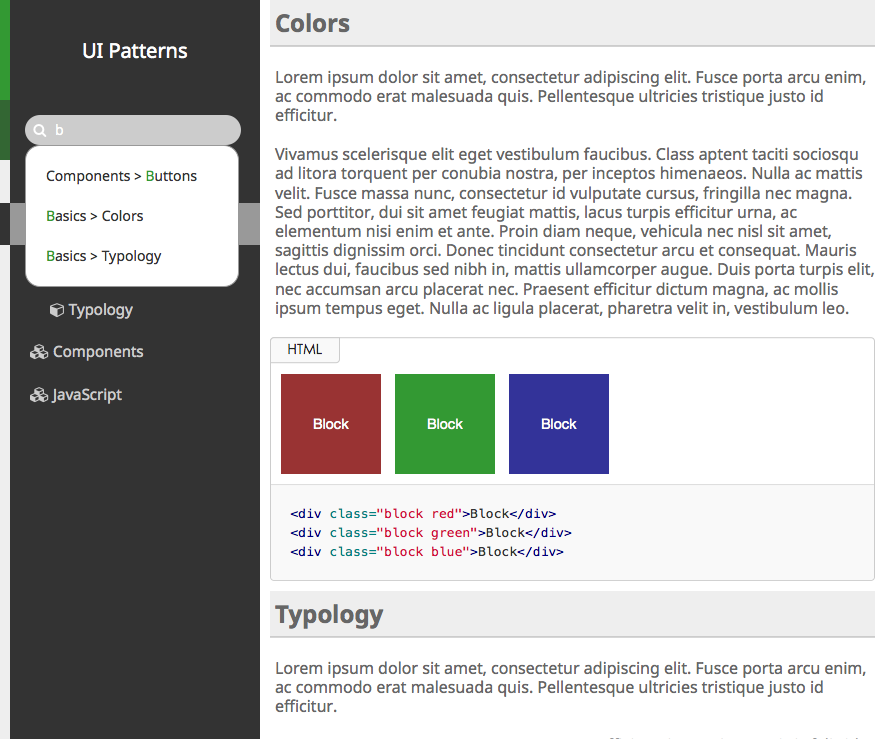 UI Patterns
b
Components > Buttons
Basics > Colors
Basics > Typology
Typology
Components
JavaScript
Colors
Lorem ipsum dolor sit amet, consectetur adipiscing elit. Fusce porta arcu enim,
ac commodo erat malesuada quis. Pellentesque ultricies tristique justo id
efficitur.
Vivamus scelerisque elit eget vestibulum faucibus. Class aptent taciti sociosqu
ad litora torquent per conubia nostra, per inceptos himenaeos. Nulla ac mattis
velit. Fusce massa nunc, consectetur id vulputate cursus, fringilla nec magna.
Sed porttitor, dui sit amet feugiat mattis, lacus turpis efficitur urna, ac
elementum nisi enim et ante. Proin diam neque, vehicula nec nisl sit amet,
sagittis dignissim orci. Donec tincidunt consectetur arcu et consequat. Mauris
lectus dui, faucibus sed nibh in, mattis ullamcorper augue. Duis porta turpis elit,
nec accumsan arcu placerat nec. Praesent efficitur dictum magna, ac mollis
ipsum tempus eget. Nulla ac ligula placerat, pharetra velit in, vestibulum leo.
HTML
Block Block Block
<div class="block red">Block</div>
<div class="block green">Block</div>
<div class="block blue">Block</div>
Typology
Lorem ipsum dolor sit amet, consectetur adipiscing elit. Fusce porta arcu enim,
ac commodo erat malesuada quis. Pellentesque ultricies tristique justo id
efficitur.